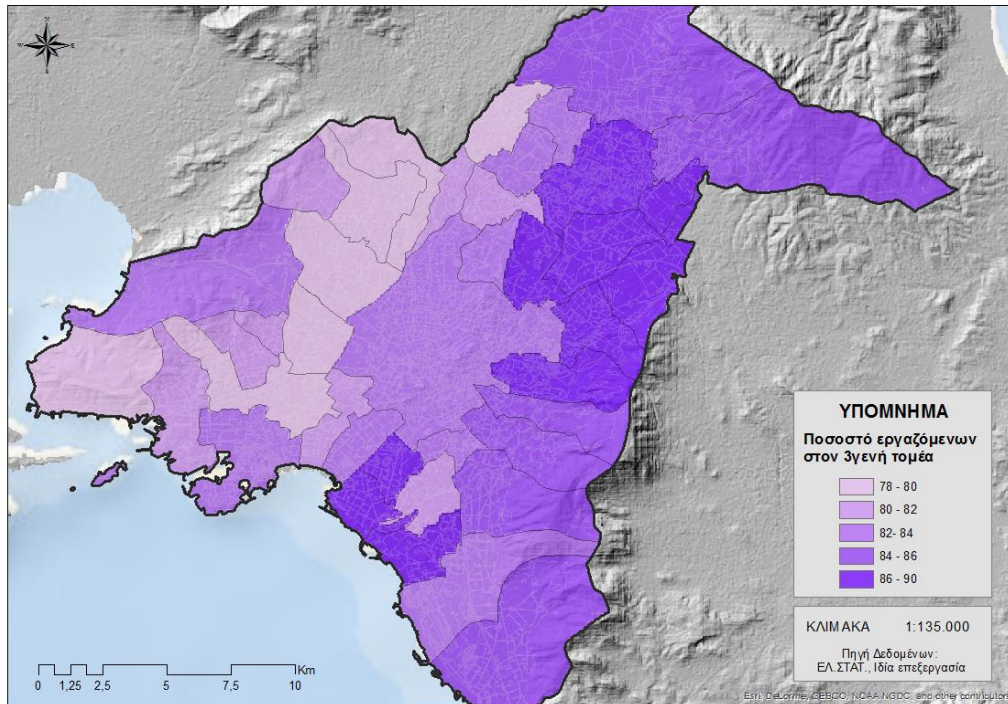 N
W E
S
ΥΠΟΜΝΗΜΑ
Ποσοστό εργαζόμενων
στον 3γενή τομέα
78 - 80
80 - 82
82- 84
84 - 86
86 - 90
ΚΛΙΜΑΚΑ 1:135.000
Πηγή Δεδομένων:
ΕΛ.ΣΤΑΤ., Ιδία επεξεργασία
Km
0 1,25 2,5 5 7,5 10
Esri, DeLorme, GEBCO, NOAA NGDC, and other contributors